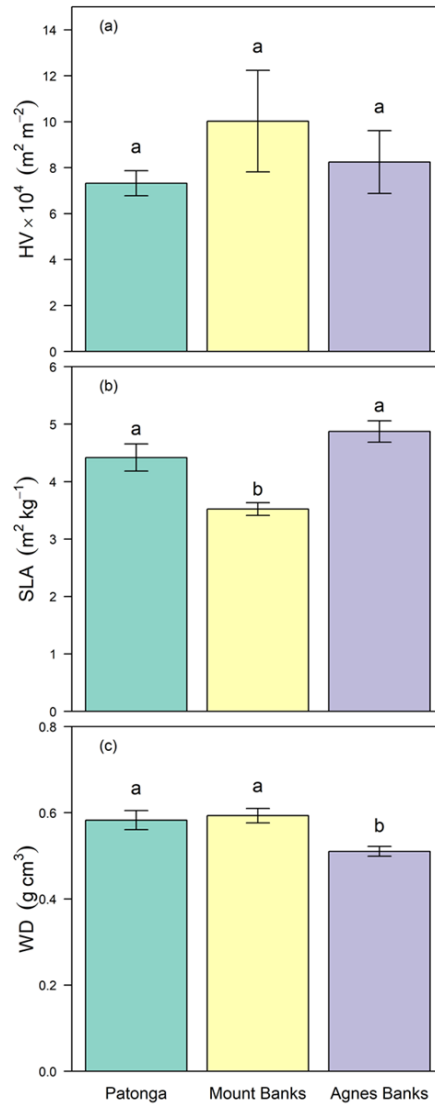 (a)
HV × 10⁴ (m² m⁻²)
14
12
10
8
6
4
2
0
a
a
a
(b)
SLA (m² kg⁻¹)
6
5
4
3
2
1
0
a
b
a
(c)
WD (g cm³)
0.8
0.6
0.4
0.2
0.0
a
a
b
Patonga Mount Banks Agnes Banks